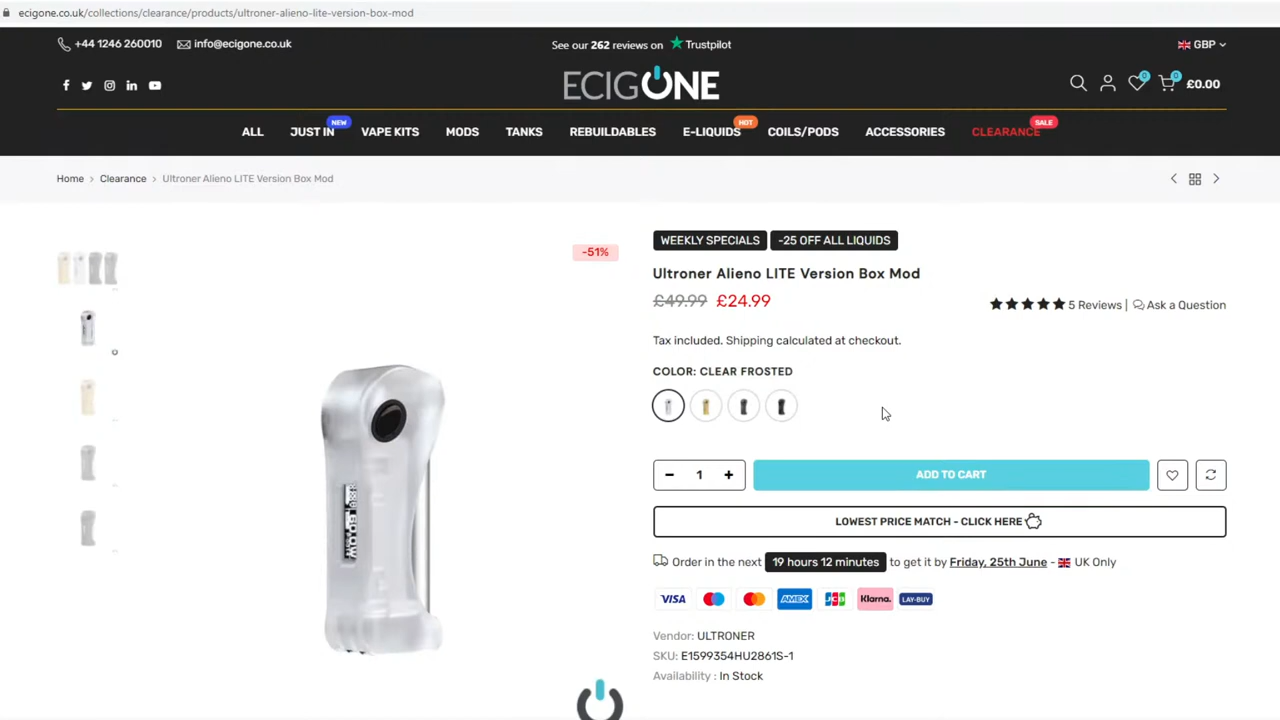 ecigone.co.uk/collections/clearance/products/ultroner-alieno-lite-version-box-mod
+44 1246 260010 info@ecigone.co.uk See our 262 reviews on Trustpilot GBP
ECIGONE 0 0 £0.00
NEW HOT SALE
ALL JUST IN VAPE KITS MODS TANKS REBUILDABLES E-LIQUIDS COILS/PODS ACCESSORIES CLEARANCE
Home > Clearance > Ultroner Alieno LITE Version Box Mod
WEEKLY SPECIALS -25 OFF ALL LIQUIDS
-51%
Ultroner Alieno LITE Version Box Mod
£49.99 £24.99
5 Reviews | Ask a Question
Tax included. Shipping calculated at checkout.
COLOR: CLEAR FROSTED
- 1 + ADD TO CART
LOWEST PRICE MATCH - CLICK HERE
Order in the next 19 hours 12 minutes to get it by Friday, 25th June - UK Only
VISA AMEX JCB Klarna. LAY-BUY
Vendor: ULTRONER
SKU: E1599354HU2861S-1
Availability : In Stock